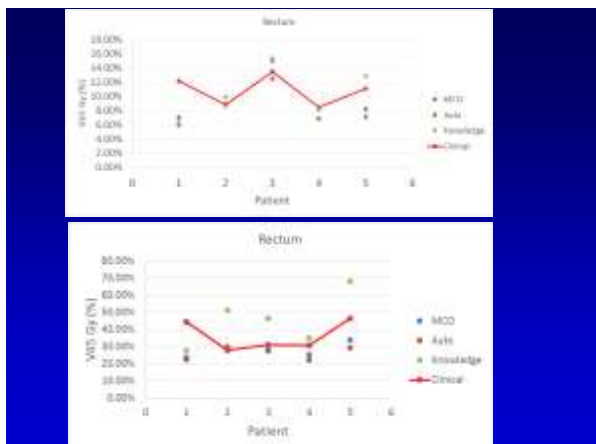 Rectum
18.00%
16.00%
14.00%
12.00%
10.00%
8.00%
6.00%
4.00%
2.00%
0.00%
Gy (%)
0 1 2 3 4 5 6
Patient
MCO
Auto
Knowledge
Clinical
Rectum
80.00%
70.00%
60.00%
50.00%
40.00%
30.00%
20.00%
10.00%
0.00%
V45 Gy (%)
0 1 2 3 4 5 6
Patient
MCO
Auto
Knowledge
Clinical